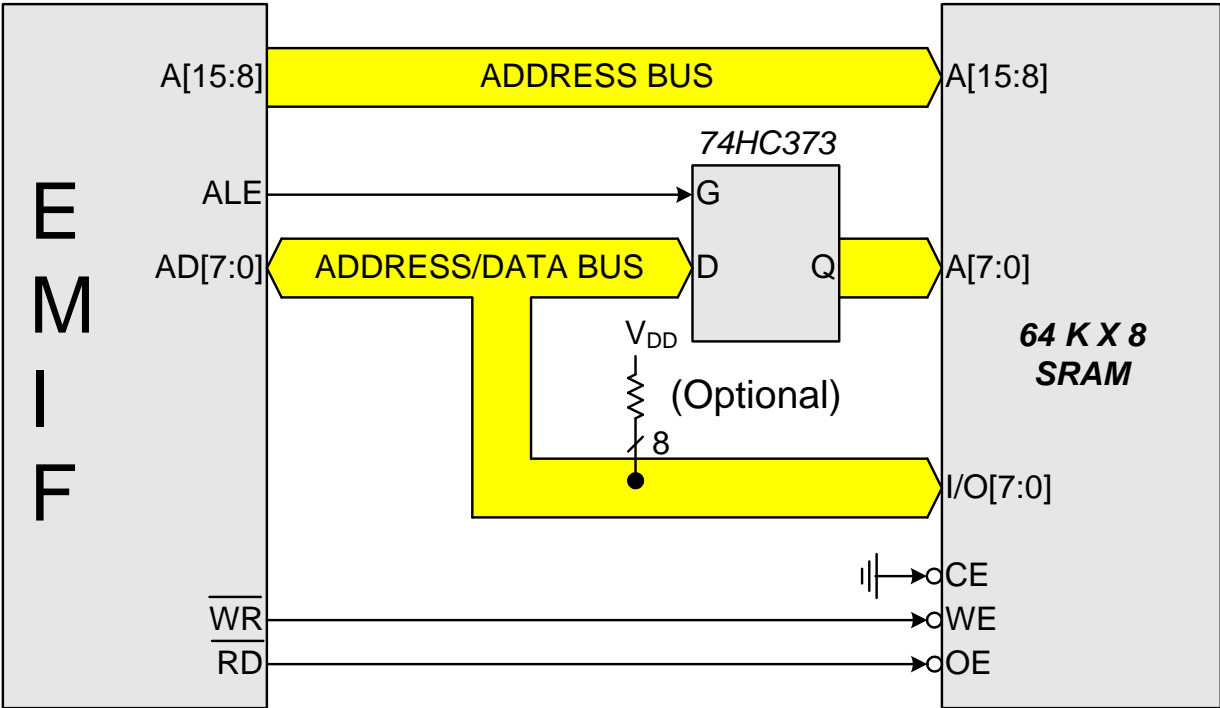 A[15:8]
ADDRESS BUS
A[15:8]
74HC373
ALE
G
E
M
I
F
AD[7:0]
ADDRESS/DATA BUS
D
Q
A[7:0]
VDD
64 K X 8
SRAM
(Optional)
8
I/O[7:0]
CE
WR
WE
RD
OE